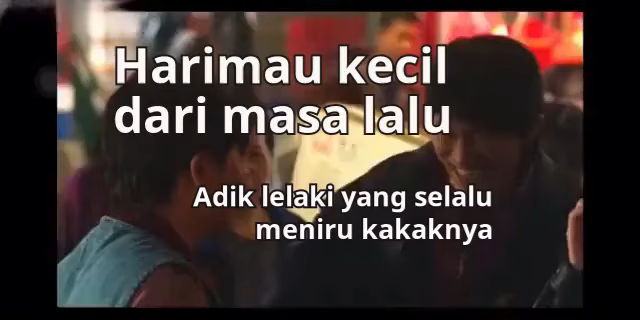 Harimau kecil
dari masa lalu
Adik lelaki yang selalu
meniru kakaknya